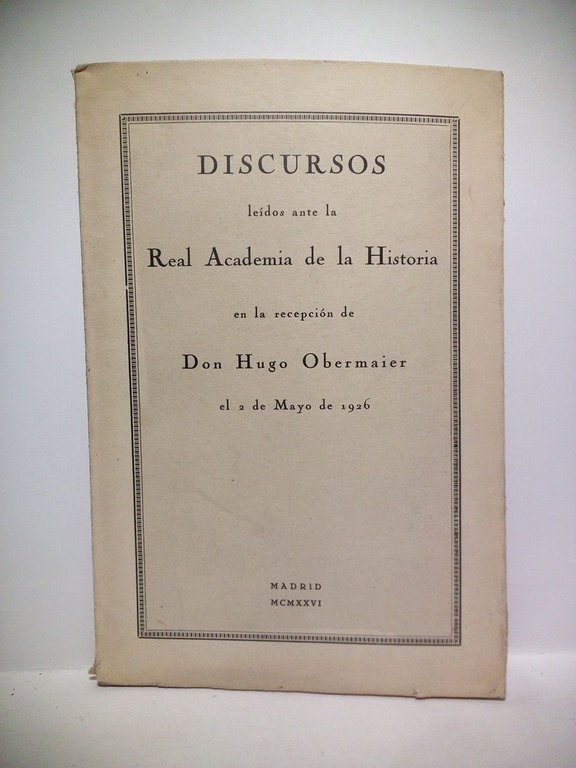 DISCURSOS
leídos ante la
Real Academia de la Historia
en la recepción de
Don Hugo Obermaier
el 2 de Mayo de 1926
MADRID
MCMXXVI